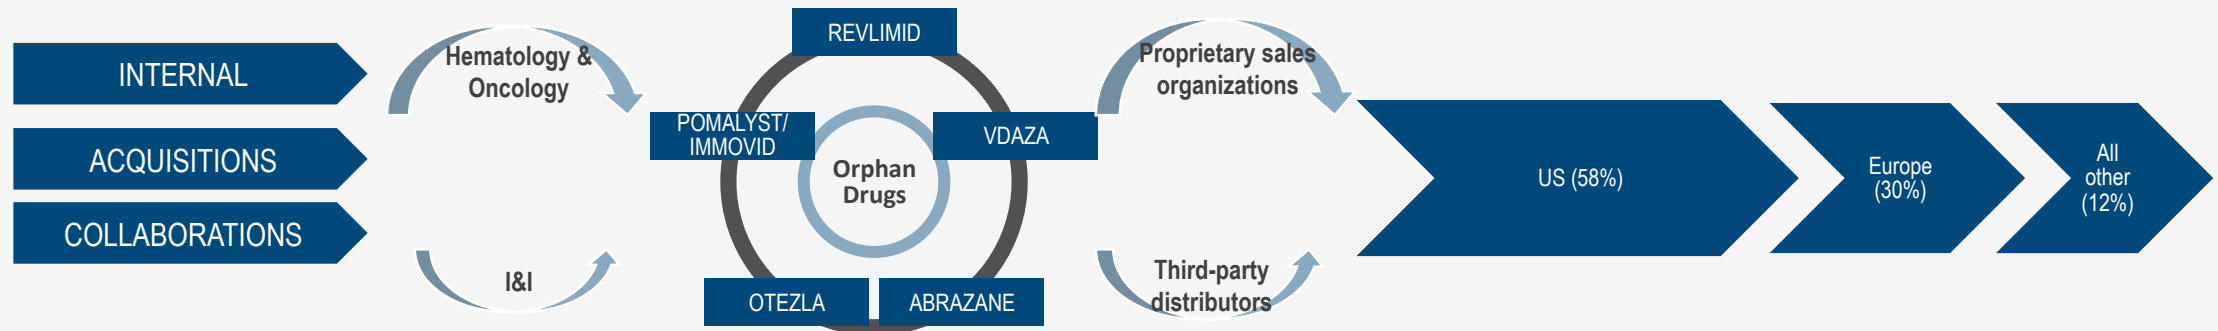 INTERNAL
ACQUISITIONS
COLLABORATIONS
Hematology &
Oncology
I&I
REVLIMID
POMALYST/
IMMOVID
VDAZA
Orphan
Drugs
OTEZLA
ABRAZANE
Proprietary sales
organizations
Third-party
distributors
US (58%)
Europe
(30%)
All
other
(12%)